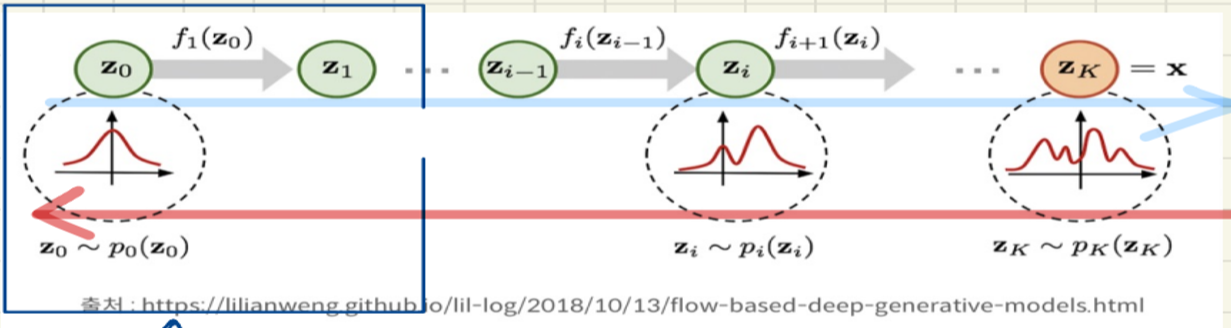 f₁(z₀) fᵢ(zᵢ₋₁) fᵢ₊₁(zᵢ)
z₀ z₁ ··· zᵢ₋₁ zᵢ ··· z_K = x
z₀ ∼ p₀(z₀) zᵢ ∼ pᵢ(zᵢ) z_K ∼ p_K(z_K)
출처 : https://lilianweng.github.io/lil-log/2018/10/13/flow-based-deep-generative-models.html